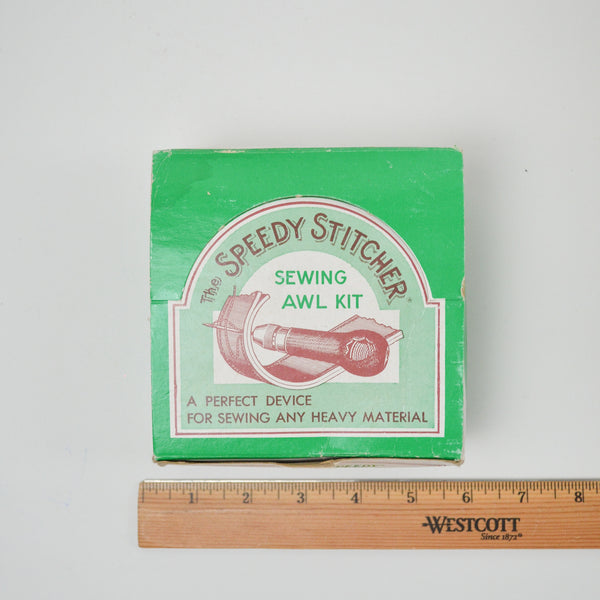 The SPEEDY STITCHER®
SEWING
AWL KIT
A PERFECT DEVICE
FOR SEWING ANY HEAVY MATERIAL
SPEEDY
1 2 3 4 5 6 7 8
WESTCOTT
Since 1872®